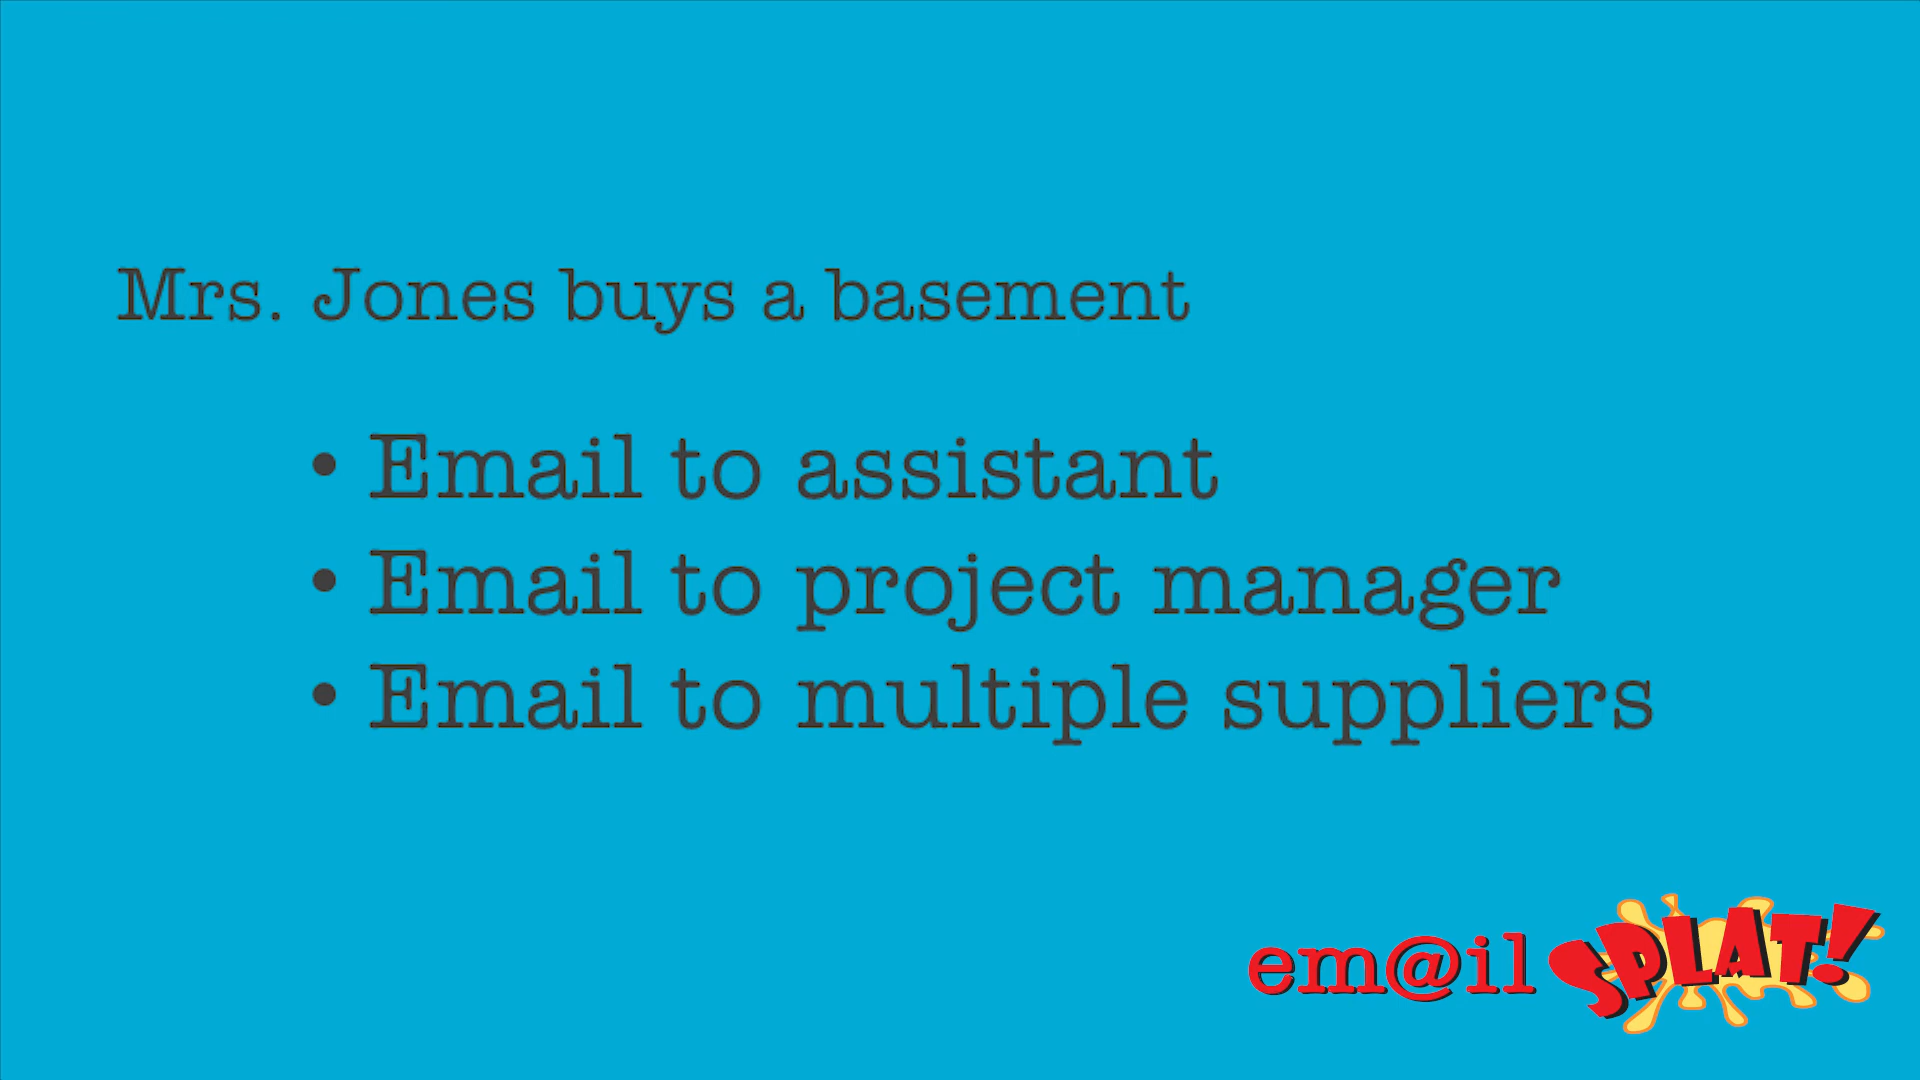 Mrs. Jones buys a basement
• Email to assistant
• Email to project manager
• Email to multiple suppliers
em@il SPLAT!